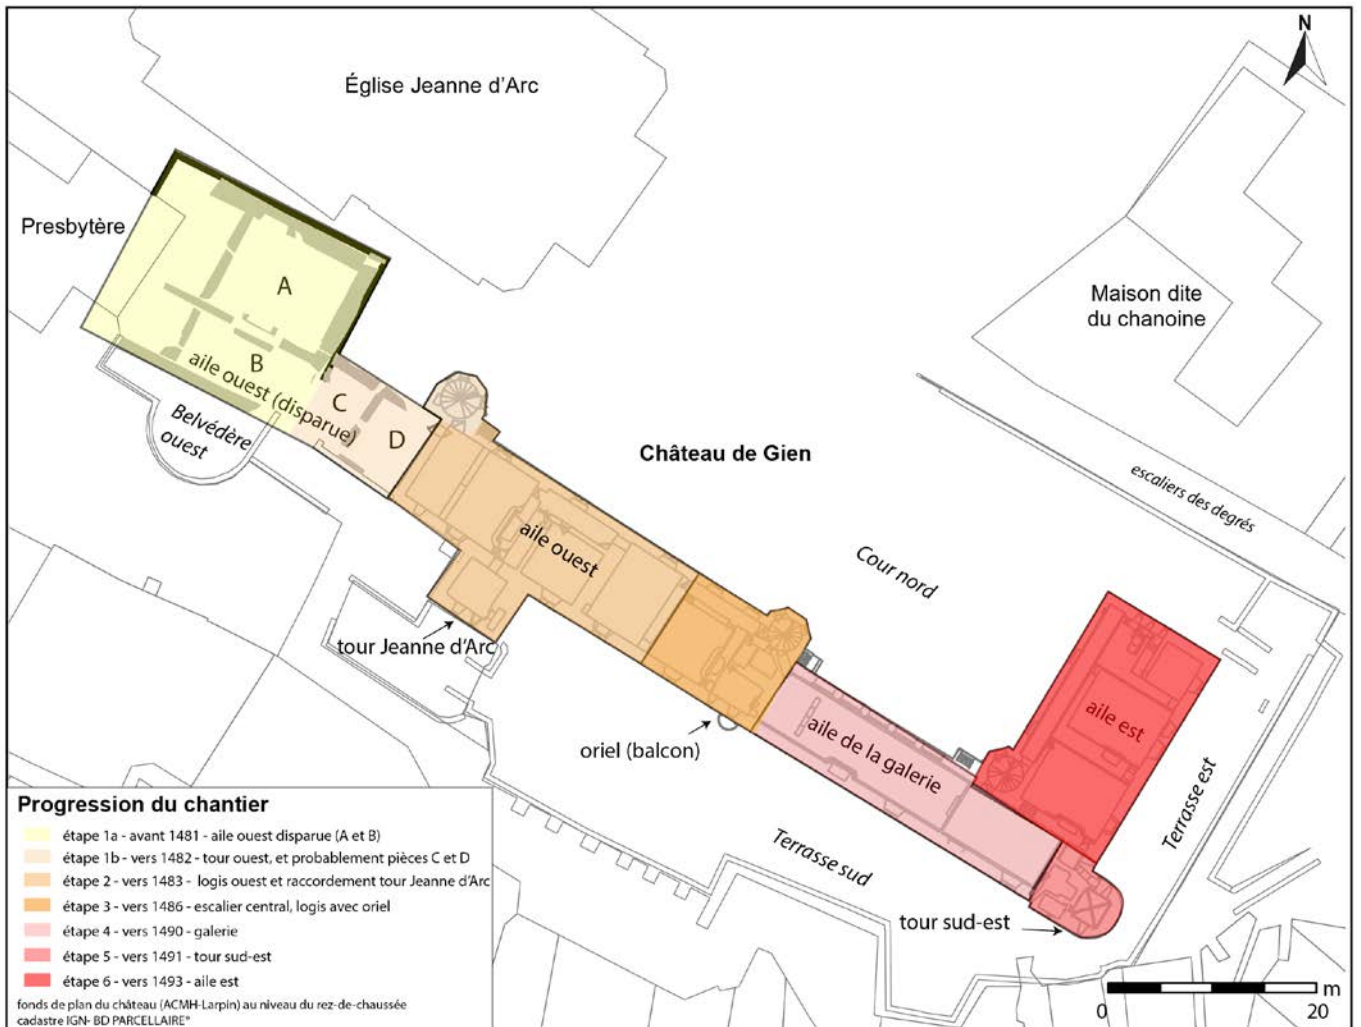 N
Église Jeanne d'Arc
Presbytère
A
Maison dite
du chanoine
B
aile ouest (disparue)
C
D
Belvédère
ouest
Château de Gien
escaliers des degrés
aile ouest
Cour nord
tour Jeanne d'Arc
aile est
oriel (balcon)
aile de la galerie
Terrasse est
Terrasse sud
tour sud-est
Progression du chantier
étape 1a - avant 1481 - aile ouest disparue (A et B)
étape 1b - vers 1482 - tour ouest, et probablement pièces C et D
étape 2 - vers 1483 - logis ouest et raccordement tour Jeanne d'Arc
étape 3 - vers 1486 - escalier central, logis avec oriel
étape 4 - vers 1490 - galerie
étape 5 - vers 1491 - tour sud-est
étape 6 - vers 1493 - aile est
fonds de plan du château (ACMH-Larpin) au niveau du rez-de-chaussée
cadastre IGN- BD PARCELLAIRE®
m
0 20